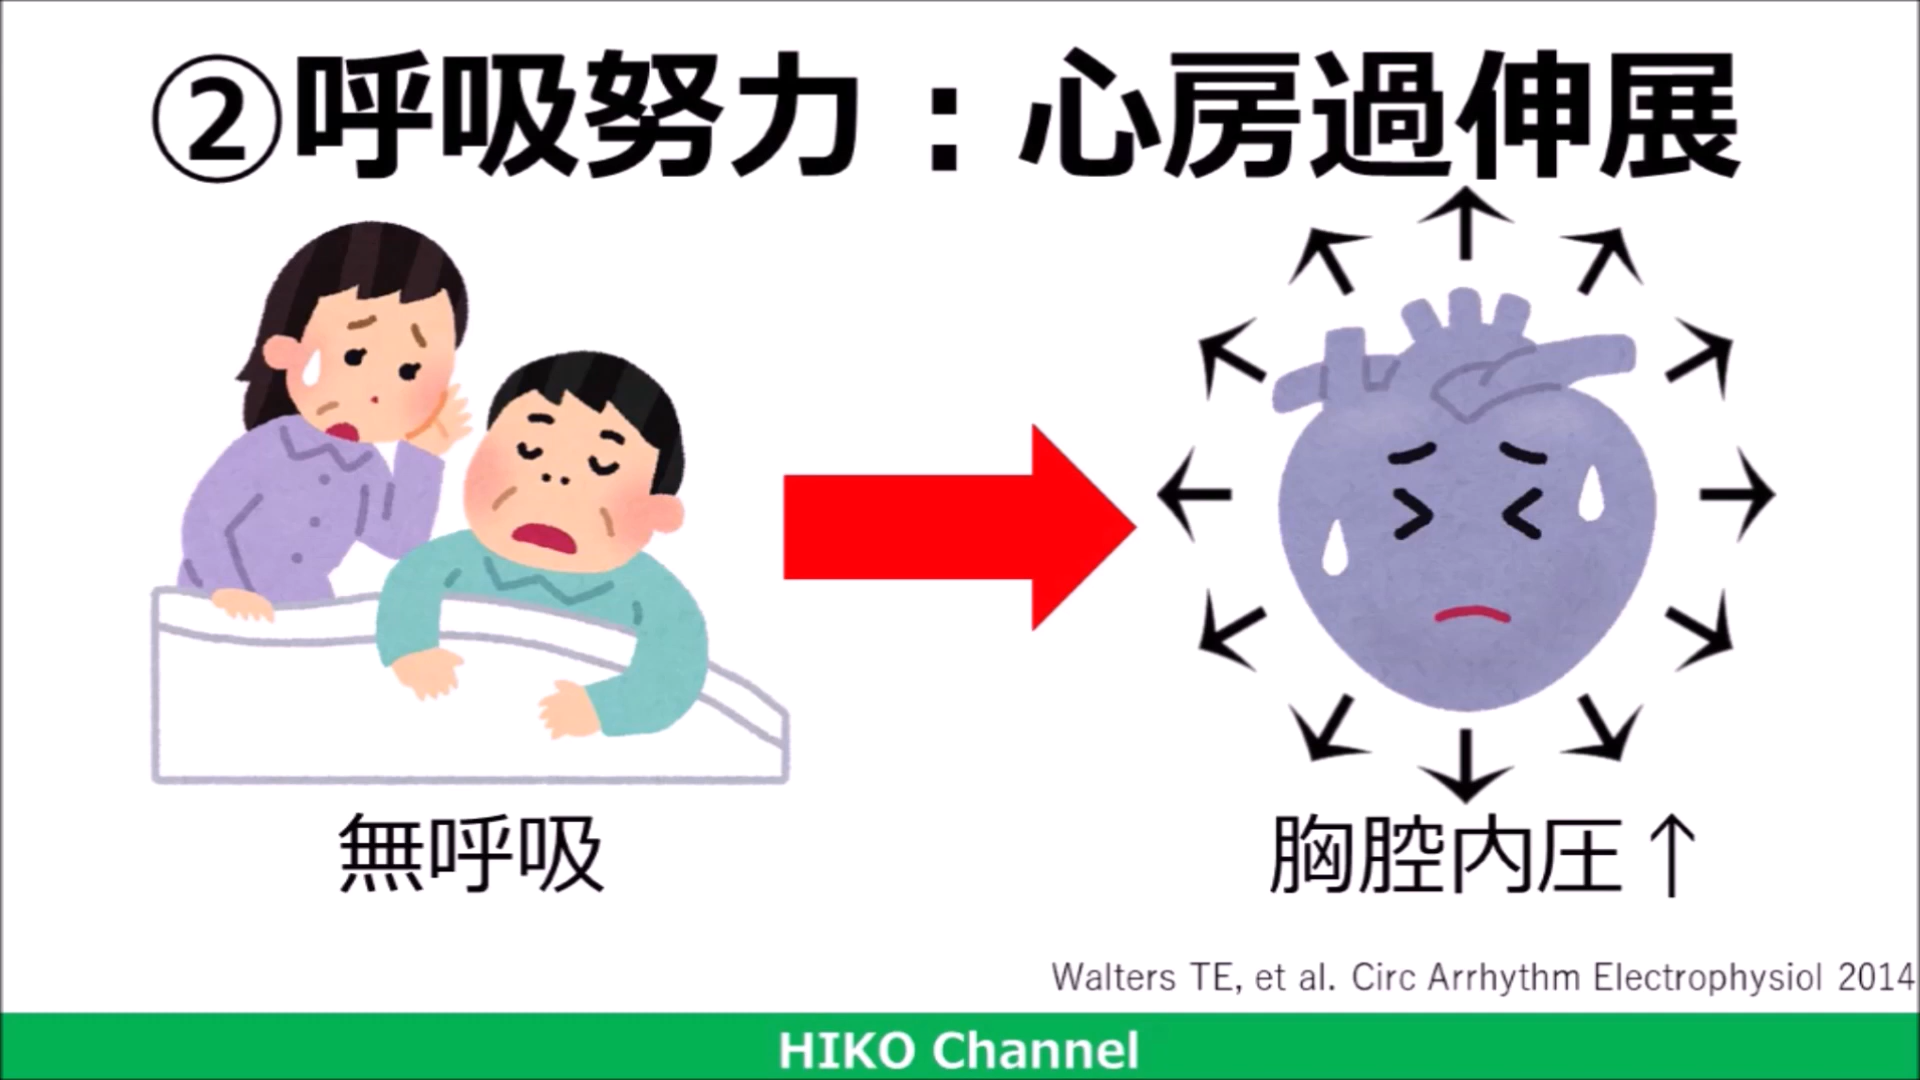 ②呼吸努力：心房過伸展
無呼吸
胸腔内圧↑
Walters TE, et al. Circ Arrhythm Electrophysiol 2014
HIKO Channel